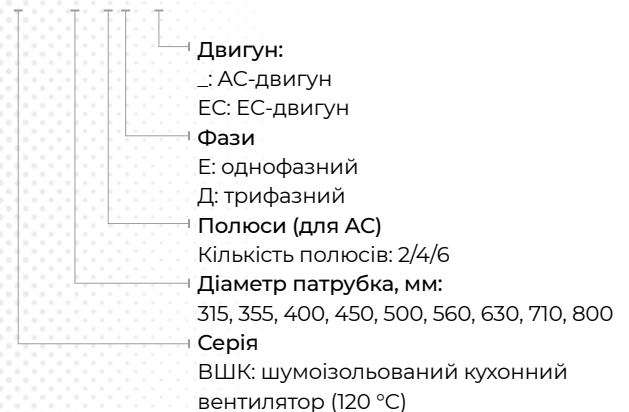 Двигун:
_: АС-двигун
ЕС: ЕС-двигун
Фази
Е: однофазний
Д: трифазний
Полюси (для АС)
Кількість полюсів: 2/4/6
Діаметр патрубка, мм:
315, 355, 400, 450, 500, 560, 630, 710, 800
Серія
ВШК: шумоізольований кухонний
вентилятор (120 °С)